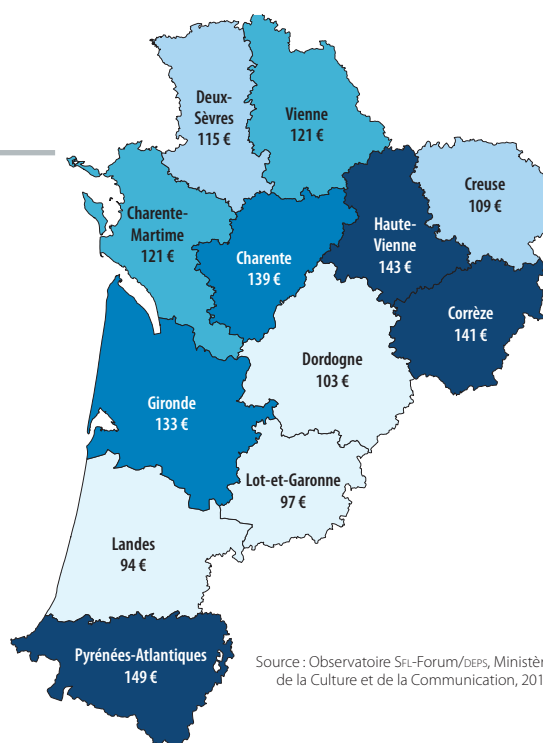 Deux-
Sèvres
115 €
Vienne
121 €
Creuse
109 €
Charente-
Martime
121 €
Haute-
Vienne
143 €
Charente
139 €
Corrèze
141 €
Dordogne
103 €
Gironde
133 €
Lot-et-Garonne
97 €
Landes
94 €
Pyrénées-Atlantiques
149 €
Source : Observatoire SFL-Forum/DEPS, Ministèr
de la Culture et de la Communication, 201